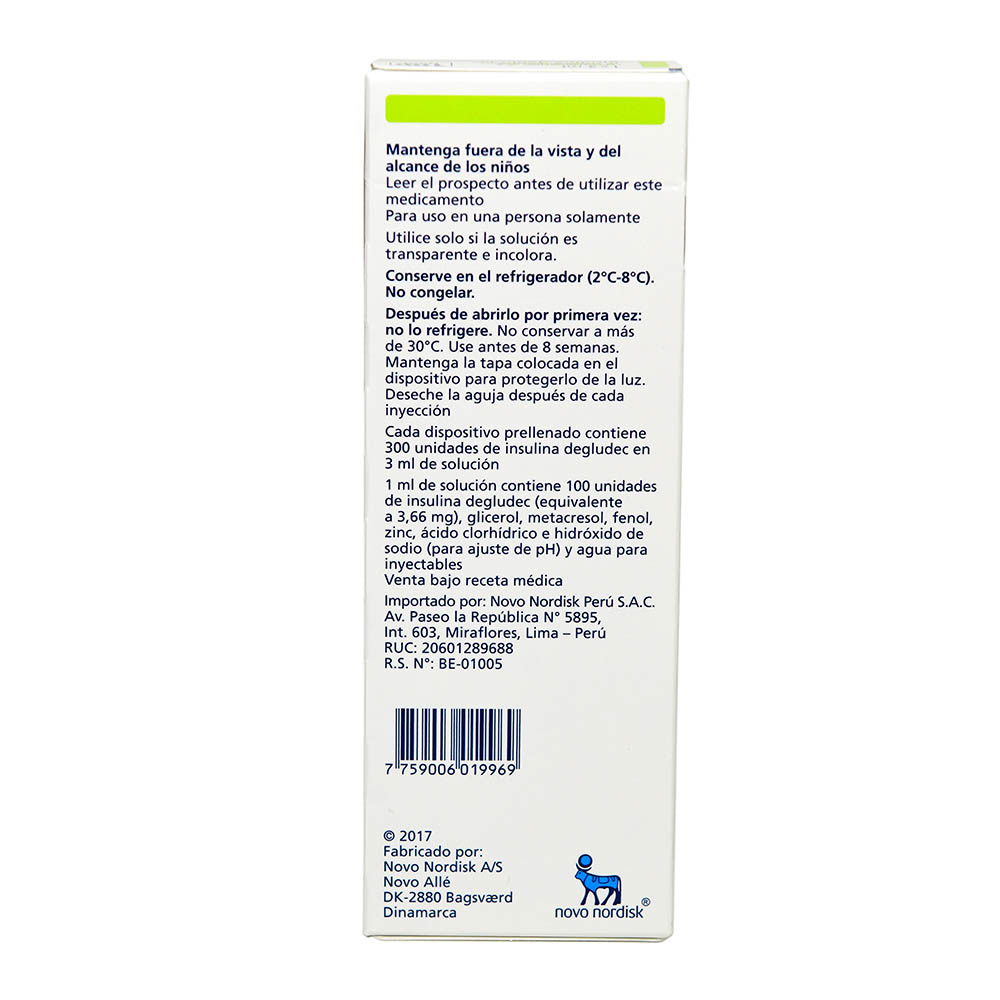 Mantenga fuera de la vista y del
alcance de los niños
Leer el prospecto antes de utilizar este
medicamento
Para uso en una persona solamente
Utilice solo si la solución es
transparente e incolora.
Conserve en el refrigerador (2°C-8°C).
No congelar.
Después de abrirlo por primera vez:
no lo refrigere. No conservar a más
de 30°C. Use antes de 8 semanas.
Mantenga la tapa colocada en el
dispositivo para protegerlo de la luz.
Deseche la aguja después de cada
inyección
Cada dispositivo prellenado contiene
300 unidades de insulina degludec en
3 ml de solución
1 ml de solución contiene 100 unidades
de insulina degludec (equivalente
a 3,66 mg), glicerol, metacresol, fenol,
zinc, ácido clorhídrico e hidróxido de
sodio (para ajuste de pH) y agua para
inyectables
Venta bajo receta médica
Importado por: Novo Nordisk Perú S.A.C.
Av. Paseo la República N° 5895,
Int. 603, Miraflores, Lima – Perú
RUC: 20601289688
R.S. N°: BE-01005
7 759006 019969
© 2017
Fabricado por:
Novo Nordisk A/S
Novo Allé
DK-2880 Bagsværd
Dinamarca
novo nordisk®